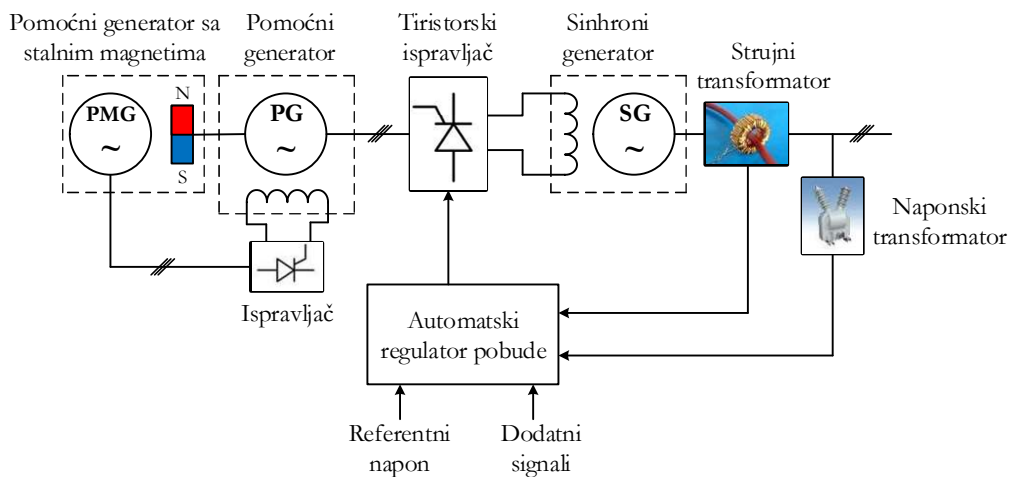 Pomoćni generator sa
stalnim magnetima
Pomoćni
generator
Tiristorski
ispravljač
Sinhroni
generator
Strujni
transformator
PMG
~
N
S
PG
~
SG
~
Naponski
transformator
Ispravljač
Automatski
regulator pobude
Referentni
napon
Dodatni
signali